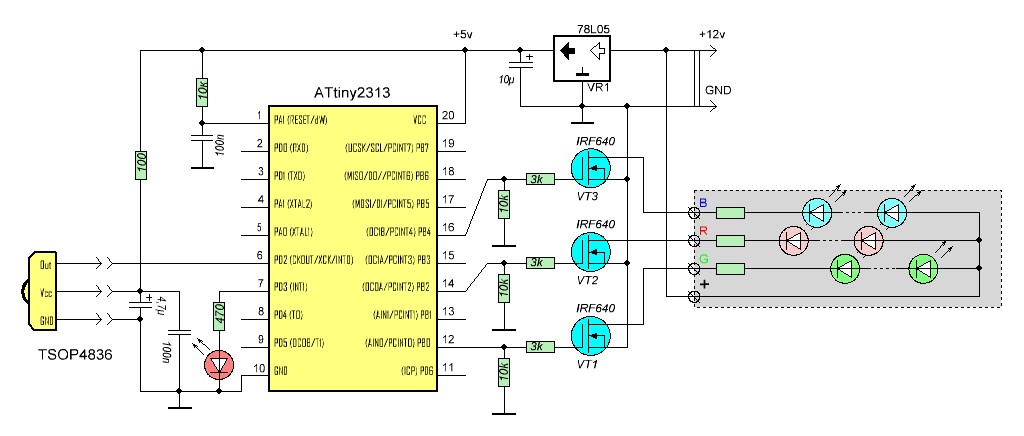 78L05
+5v
+12v
10µ
+
VR1
GND
10к
100n
ATtiny2313
1 PA1 (RESET/dW) VCC 20
2 PD0 (RXD) (UCSK/SCL/PCINT7) PB7 19
3 PD1 (TXD) (MISO/DO//PCINT6) PB6 18
4 PA1 (XTAL2) (MOSI/DI/PCINT5) PB5 17
5 PA0 (XTAL1) (OC1B/PCINT4) PB4 16
6 PD2 (CKOUT/XCK/INT0) (OC1A/PCINT3) PB3 15
7 PD3 (INT1) (OC0A/PCINT2) PB2 14
8 PD4 (T0) (AIN1/PCINT1) PB1 13
9 PD5 (OC0B/T1) (AIN0/PCINT0) PB0 12
10 GND (ICP) PD6 11
100
Out
Vcc
GND
TSOP4836
+
4,7µ
100n
470
IRF640
3k
10k
VT3
IRF640
3k
10k
VT2
IRF640
3k
10k
VT1
B
R
G
+